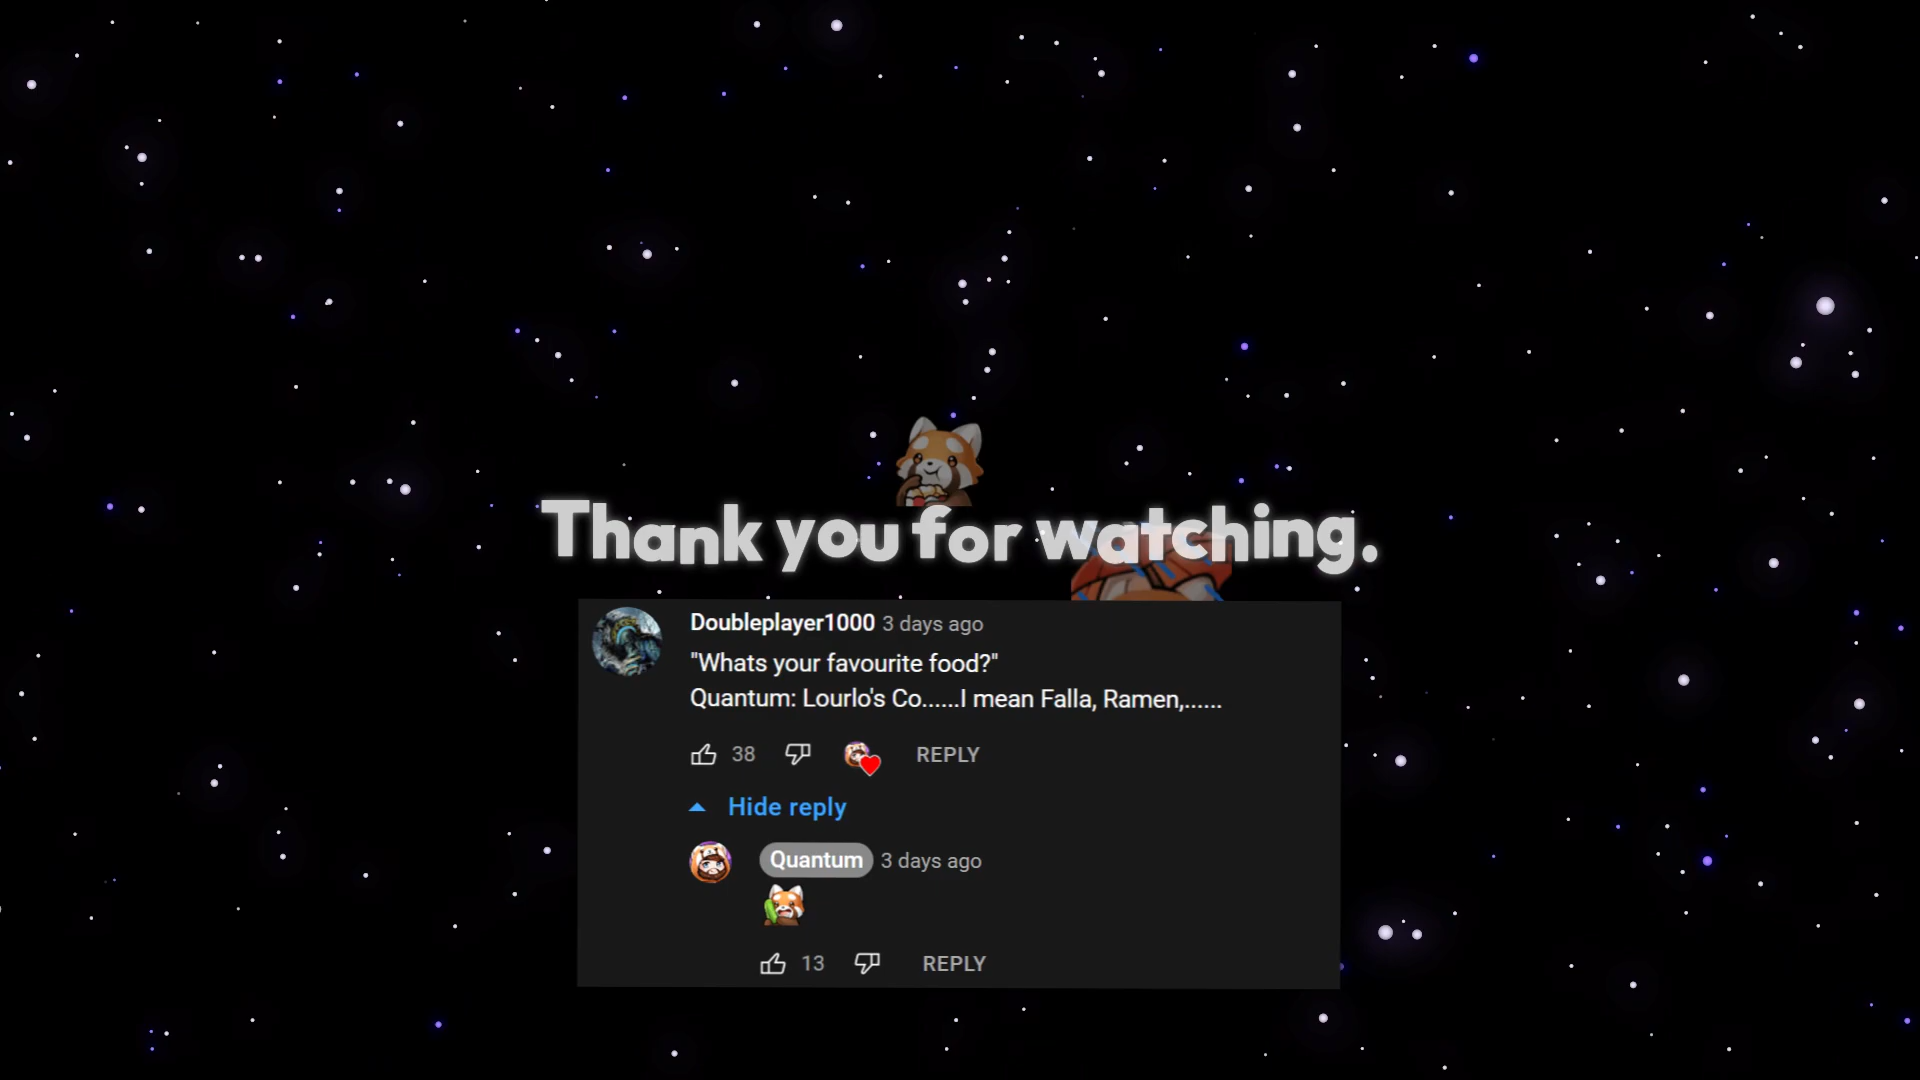 Thank you for watching.
Doubleplayer1000 3 days ago
"Whats your favourite food?"
Quantum: Lourlo's Co......I mean Falla, Ramen,......
38 REPLY
Hide reply
Quantum 3 days ago
13 REPLY